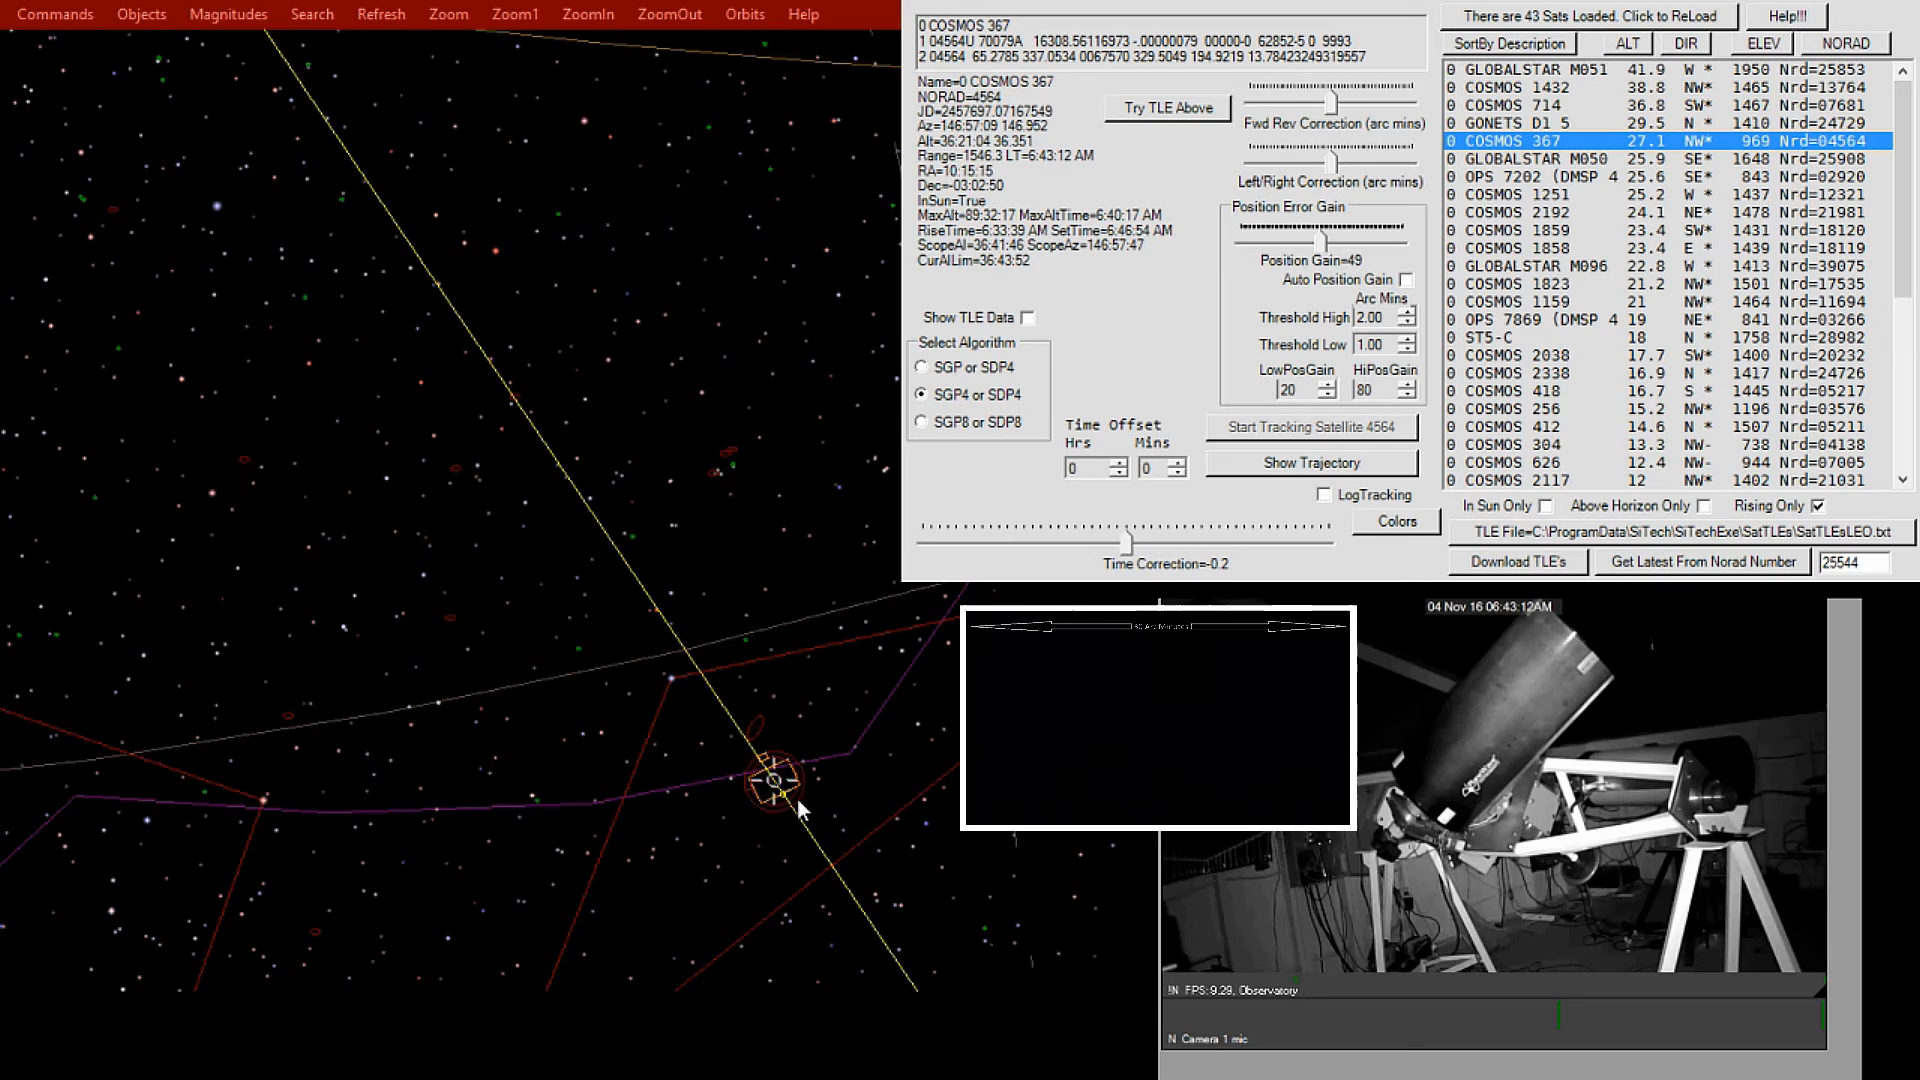 Commands Objects Magnitudes Search Refresh Zoom Zoom1 ZoomIn ZoomOut Orbits Help
0 COSMOS 367
1 04564U 70079A   16308.56116973 -.00000079  00000-0  62852-5 0  9993
2 04564  65.2785 337.0534 0067570 329.5049 194.9219 13.78423249319557
Name=0 COSMOS 367
NORAD=4564
JD=2457697.07167549
Az=146:57:09 146.952
Alt=36:21:04 36.351
Range=1546.3 LT=6:43:12 AM
RA=10:15:15
Dec=-03:02:50
InSun=True
MaxAlt=89:32:17 MaxAltTime=6:40:17 AM
RiseTime=6:33:39 AM SetTime=6:46:54 AM
ScopeAl=36:41:46 ScopeAz=146:57:47
CurAlLim=36:43:52
Try TLE Above
Fwd Rev Correction (arc mins)
Left/Right Correction (arc mins)
Position Error Gain
Position Gain=49
Auto Position Gain
Arc Mins
Threshold High 2.00
Threshold Low 1.00
LowPosGain HiPosGain
20 80
Show TLE Data
Select Algorithm
SGP or SDP4
SGP4 or SDP4
SGP8 or SDP8
Time Offset
Hrs Mins
0 0
Start Tracking Satellite 4564
Show Trajectory
LogTracking
Colors
Time Correction=-0.2
There are 43 Sats Loaded. Click to ReLoad Help!!!
SortBy Description ALT DIR ELEV NORAD
0 GLOBALSTAR M051 41.9 W * 1950 Nrd=25853
0 COSMOS 1432 38.8 NW* 1465 Nrd=13764
0 COSMOS 714 36.8 SW* 1467 Nrd=07681
0 GONETS D1 5 29.5 N * 1410 Nrd=24729
0 COSMOS 367 27.1 NW* 969 Nrd=04564
0 GLOBALSTAR M050 25.9 SE* 1648 Nrd=25908
0 OPS 7202 (DMSP 4 25.6 SE* 843 Nrd=02920
0 COSMOS 1251 25.2 W * 1437 Nrd=12321
0 COSMOS 2192 24.1 NE* 1478 Nrd=21981
0 COSMOS 1859 23.4 SW* 1431 Nrd=18120
0 COSMOS 1858 23.4 E * 1439 Nrd=18119
0 GLOBALSTAR M096 22.8 W * 1413 Nrd=39075
0 COSMOS 1823 21.2 NW* 1501 Nrd=17535
0 COSMOS 1159 21 NW* 1464 Nrd=11694
0 OPS 7869 (DMSP 4 19 NE* 841 Nrd=03266
0 ST5-C 18 N * 1758 Nrd=28982
0 COSMOS 2038 17.7 SW* 1400 Nrd=20232
0 COSMOS 2338 16.9 N * 1417 Nrd=24726
0 COSMOS 418 16.7 S * 1445 Nrd=05217
0 COSMOS 256 15.2 NW* 1196 Nrd=03576
0 COSMOS 412 14.6 N * 1507 Nrd=05211
0 COSMOS 304 13.3 NW- 738 Nrd=04138
0 COSMOS 626 12.4 NW- 944 Nrd=07005
0 COSMOS 2117 12 NW* 1402 Nrd=21031
In Sun Only Above Horizon Only Rising Only
TLE File=C:\ProgramData\SiTech\SiTechExe\SatTLEs\SatTLEsLEO.txt
Download TLE's Get Latest From Norad Number 25544
30 Arc Minutes
04 Nov 16 06:43:12AM
!N FPS:9.29, Observatory
N Camera 1 mic